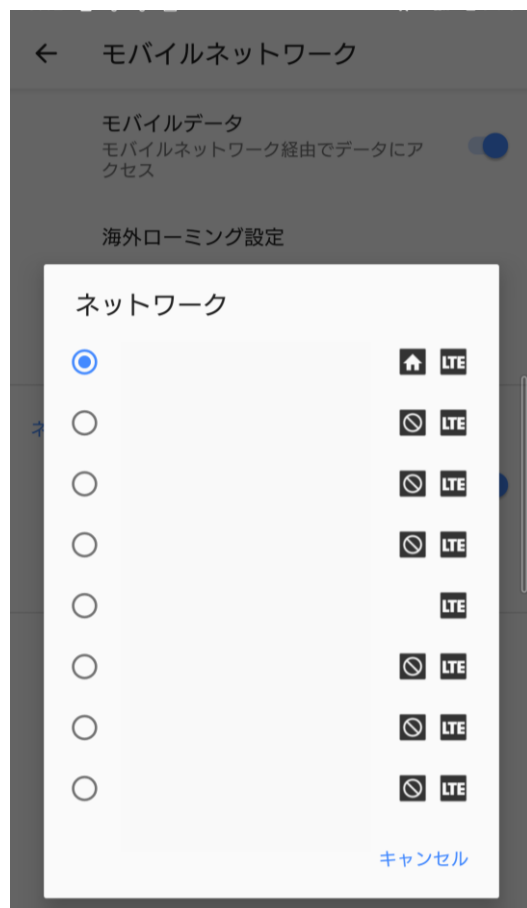 モバイルネットワーク
モバイルデータ
モバイルネットワーク経由でデータにア
クセス
海外ローミング設定
ネットワーク
LTE
LTE
ネ
LTE
LTE
LTE
LTE
LTE
LTE
キャンセル